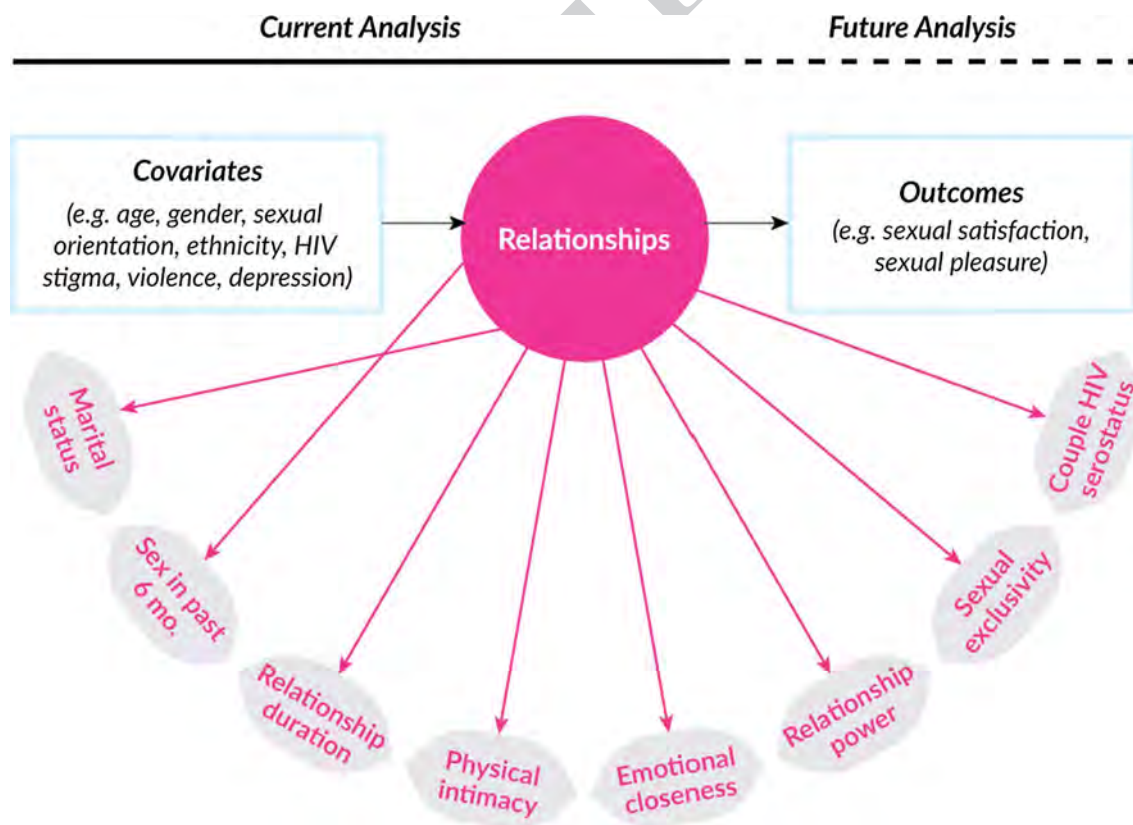 Current Analysis
Future Analysis
Covariates
(e.g. age, gender, sexual
orientation, ethnicity, HIV
stigma, violence, depression)
Relationships
Outcomes
(e.g. sexual satisfaction,
sexual pleasure)
Marital
status
Sex in past
6 mo.
Relationship
duration
Physical
intimacy
Emotional
closeness
Relationship
power
Sexual
exclusivity
Couple HIV
serostatus